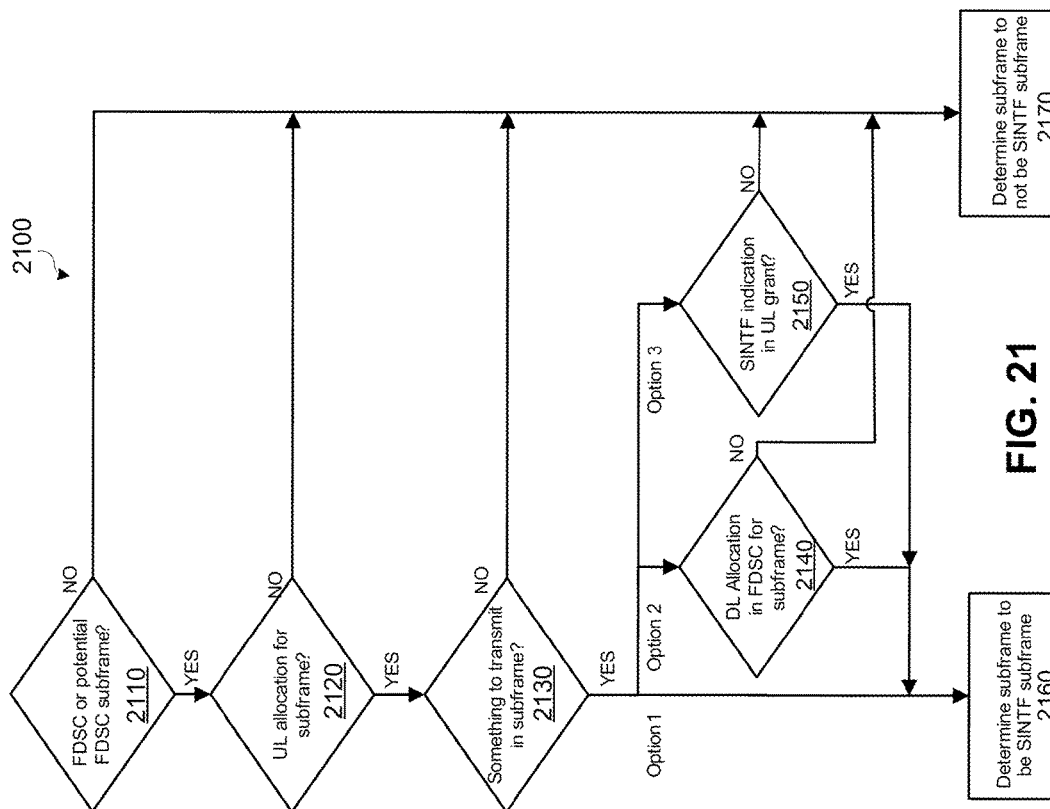 2100
FDSC or potential
FDSC subframe?
2110
NO
YES
UL allocation for
subframe?
2120
NO
YES
Something to transmit
in subframe?
2130
NO
YES
Option 1
Option 2
Option 3
DL Allocation
in FDSC for
subframe?
2140
NO
YES
SINTF indication
in UL grant?
2150
NO
YES
Determine subframe to
be SINTF subframe
2160
Determine subframe to
not be SINTF subframe
2170
FIG. 21